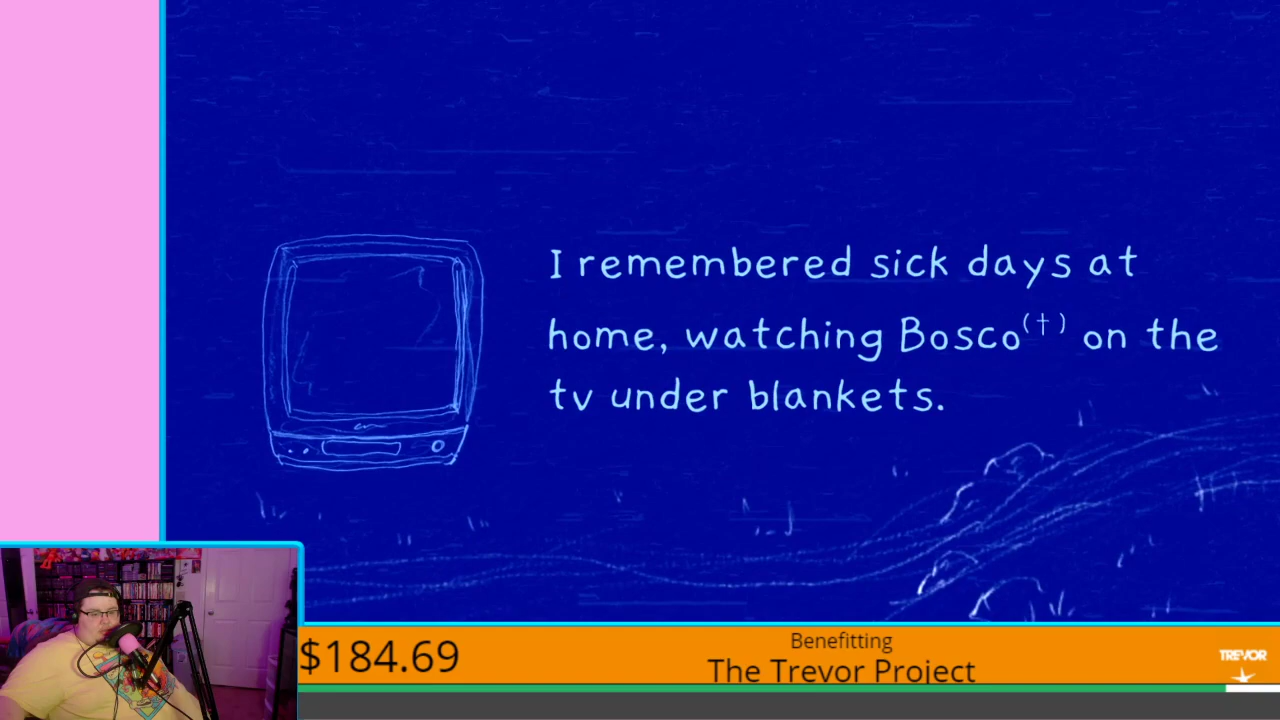 I remembered sick days at
home, watching Bosco(†) on the
tv under blankets.
$184.69
Benefitting
The Trevor Project
TREVOR